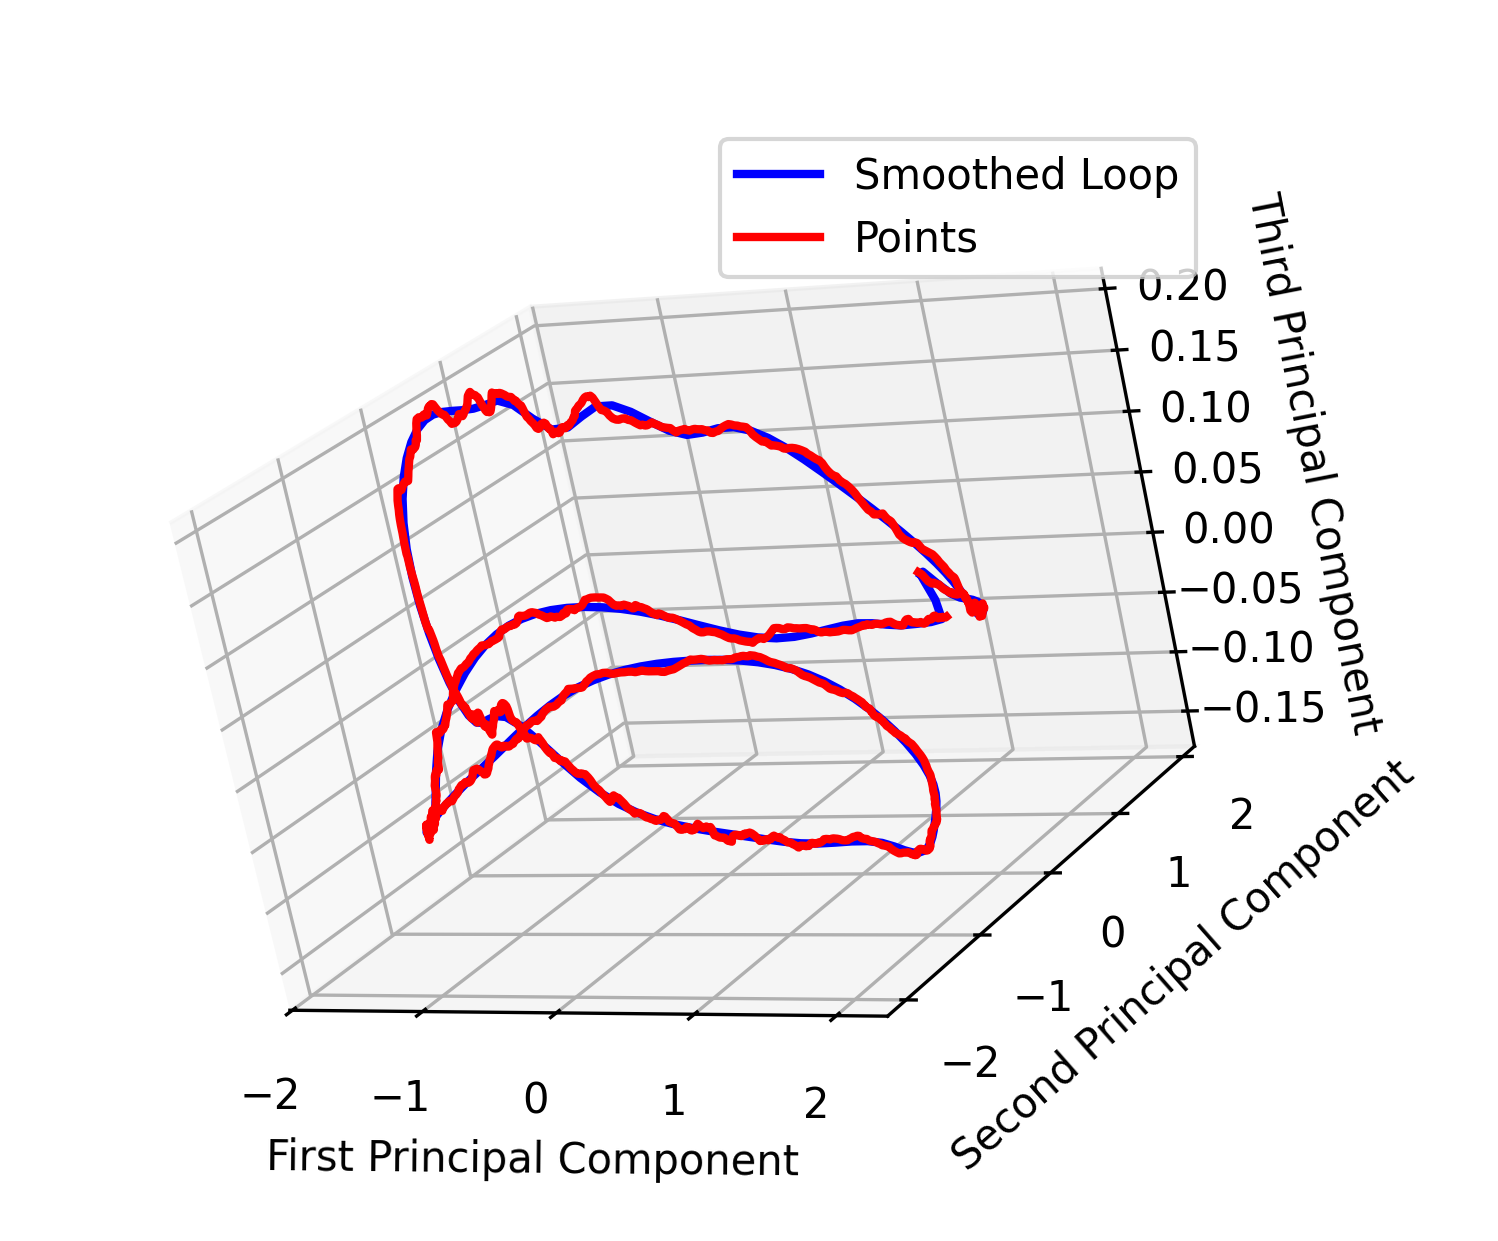 Smoothed Loop
Points
Third Principal Component
0.20
0.15
0.10
0.05
0.00
−0.05
−0.10
−0.15
2
1
0
−1
−2
Second Principal Component
−2 −1 0 1 2
First Principal Component